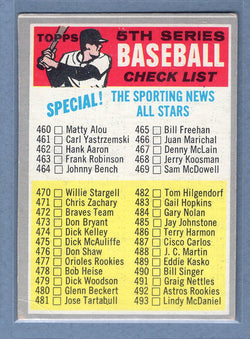 TOPPS 5TH SERIES
BASEBALL
CHECK LIST
SPECIAL! THE SPORTING NEWS
ALL STARS
460 Matty Alou
461 Carl Yastrzemski
462 Hank Aaron
463 Frank Robinson
464 Johnny Bench
465 Bill Freehan
466 Juan Marichal
467 Denny McLain
468 Jerry Koosman
469 Sam McDowell
470 Willie Stargell
471 Chris Zachary
472 Braves Team
473 Don Bryant
474 Dick Kelley
475 Dick McAuliffe
476 Don Shaw
477 Orioles Rookies
478 Bob Heise
479 Dick Woodson
480 Glenn Beckert
481 Jose Tartabull
482 Tom Hilgendorf
483 Gail Hopkins
484 Gary Nolan
485 Jay Johnstone
486 Terry Harmon
487 Cisco Carlos
488 J. C. Martin
489 Eddie Kasko
490 Bill Singer
491 Graig Nettles
492 Astros Rookies
493 Lindy McDaniel